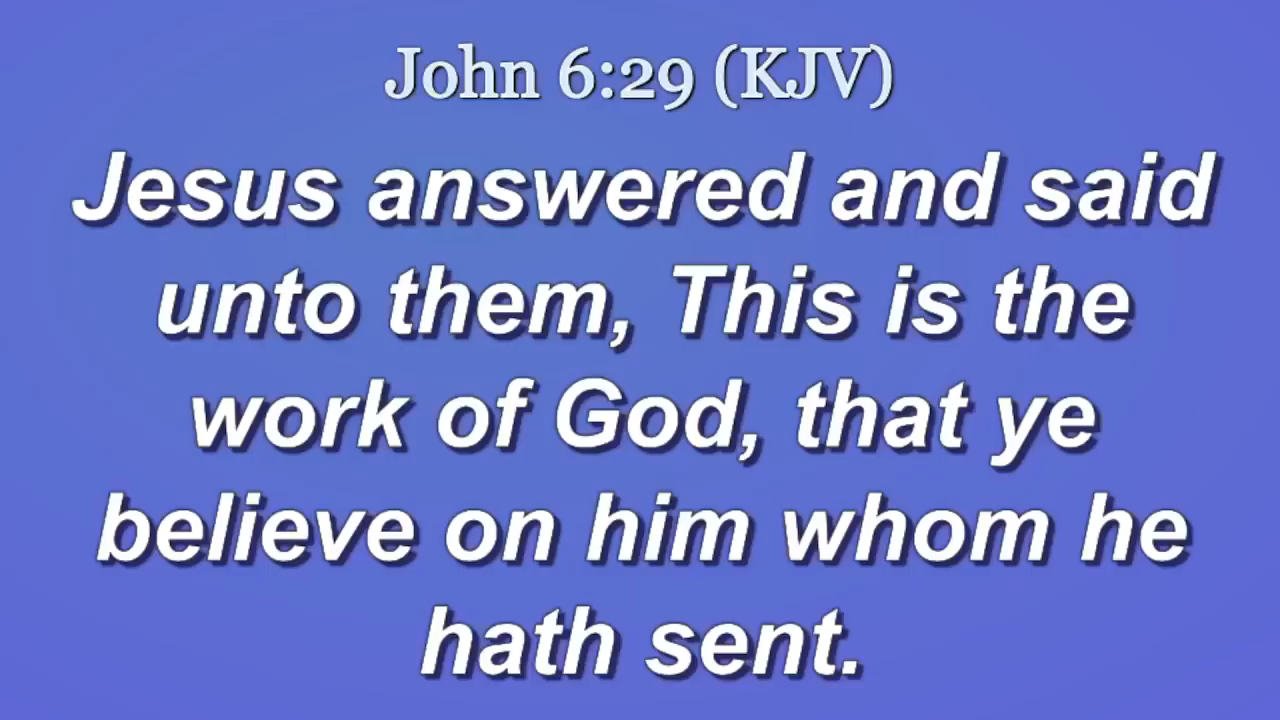 John 6:29 (KJV)
Jesus answered and said
unto them, This is the
work of God, that ye
believe on him whom he
hath sent.